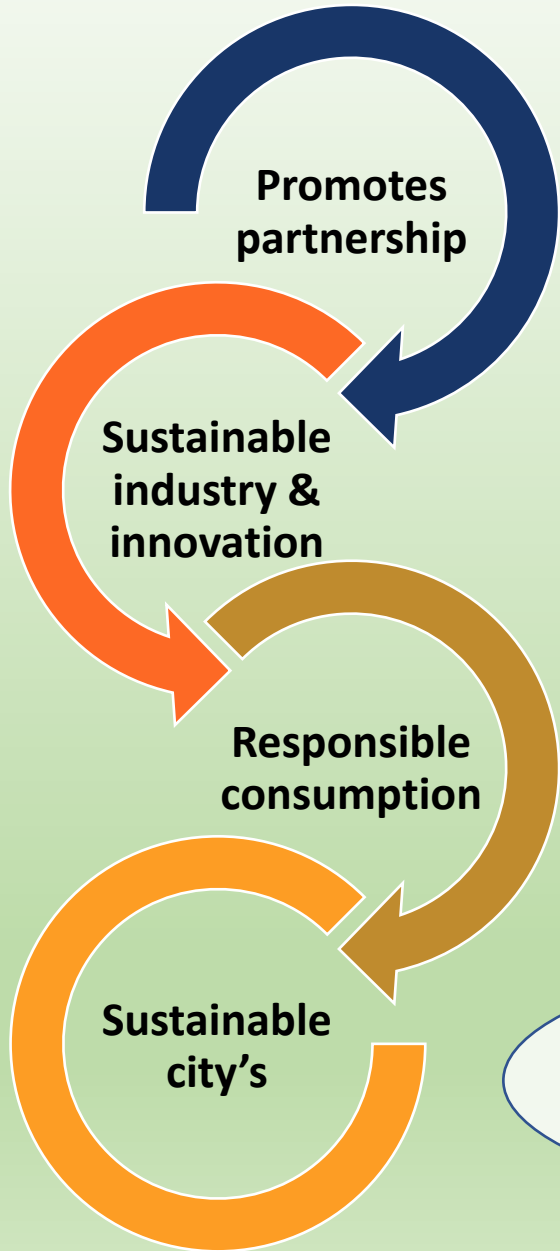 Promotes
partnership
Sustainable
industry &
innovation
Responsible
consumption
Sustainable
city’s